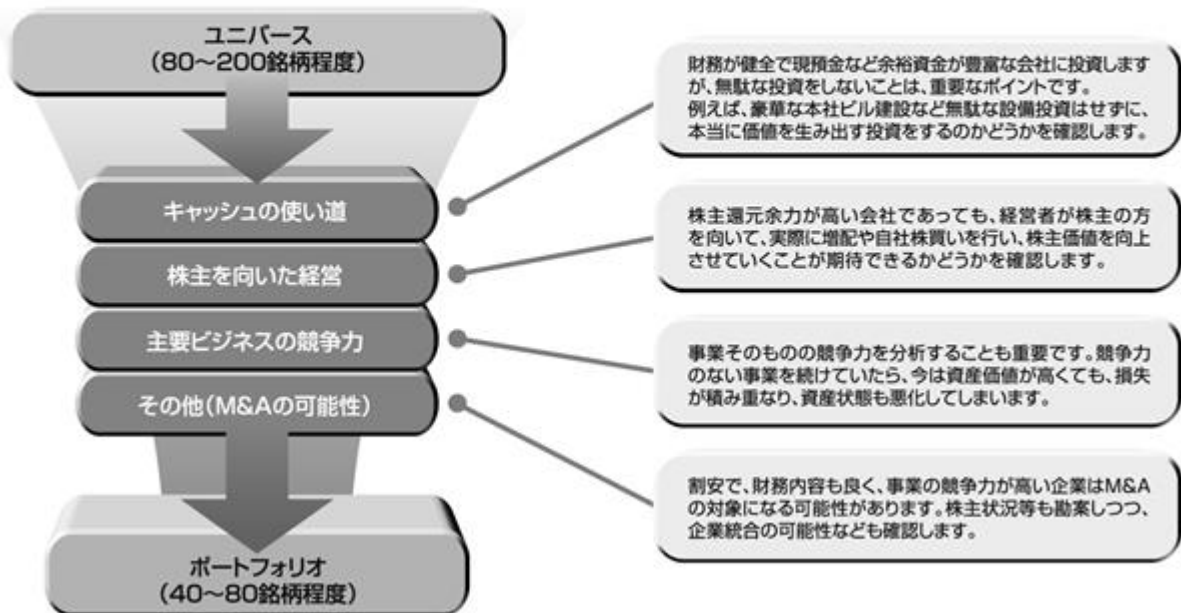 ユニバース
(80〜200銘柄程度)
キャッシュの使い道
株主を向いた経営
主要ビジネスの競争力
その他(M&Aの可能性)
ポートフォリオ
(40〜80銘柄程度)
財務が健全で現預金など余裕資金が豊富な会社に投資します
が、無駄な投資をしないことは、重要なポイントです。
例えば、豪華な本社ビル建設など無駄な設備投資はせずに、
本当に価値を生み出す投資をするのかどうかを確認します。
株主還元余力が高い会社であっても、経営者が株主の方
を向いて、実際に増配や自社株買いを行い、株主価値を向上
させていくことが期待できるかどうかを確認します。
事業そのものの競争力を分析することも重要です。競争力
のない事業を続けていたら、今は資産価値が高くても、損失
が積み重なり、資産状態も悪化してしまいます。
割安で、財務内容も良く、事業の競争力が高い企業はM&A
の対象になる可能性があります。株主状況等も勘案しつつ、
企業統合の可能性なども確認します。